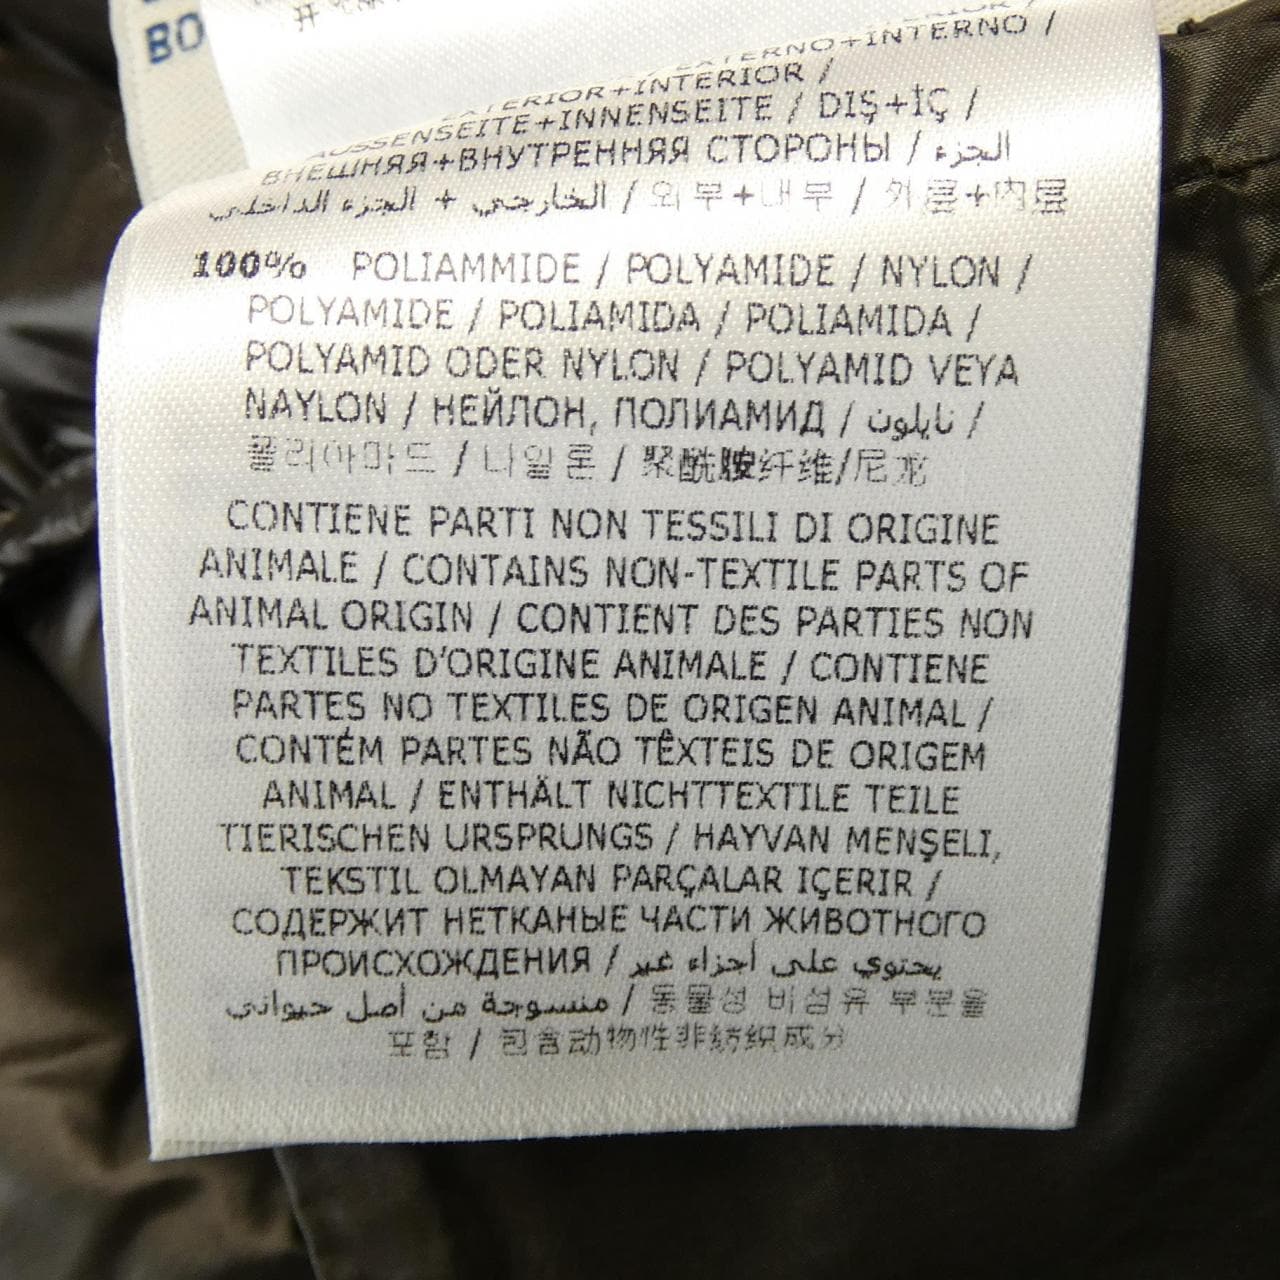 BO
EXTERNO+INTERNO /
EXTERIOR+INTERIOR /
AUSSENSEITE+INNENSEITE / DIŞ+İÇ /
ВНЕШНЯЯ+ВНУТРЕННЯЯ СТОРОНЫ / الجزء
الخارجي + الجزء الداخلي / 외부+내부 / 外层+内层
100% POLIAMMIDE / POLYAMIDE / NYLON /
POLYAMIDE / POLIAMIDA / POLIAMIDA /
POLYAMID ODER NYLON / POLYAMID VEYA
NAYLON / НЕЙЛОН, ПОЛИАМИД / نايلون /
폴리아마드 / 나일론 / 聚酰胺纤维/尼龙
CONTIENE PARTI NON TESSILI DI ORIGINE
ANIMALE / CONTAINS NON-TEXTILE PARTS OF
ANIMAL ORIGIN / CONTIENT DES PARTIES NON
TEXTILES D'ORIGINE ANIMALE / CONTIENE
PARTES NO TEXTILES DE ORIGEN ANIMAL /
CONTÉM PARTES NÃO TÊXTEIS DE ORIGEM
ANIMAL / ENTHÄLT NICHTTEXTILE TEILE
TIERISCHEN URSPRUNGS / HAYVAN MENŞELI,
TEKSTIL OLMAYAN PARÇALAR IÇERIR /
СОДЕРЖИТ НЕТКАНЫЕ ЧАСТИ ЖИВОТНОГО
ПРОИСХОЖДЕНИЯ / يحتوي على أجزاء غير
منسوجة من أصل حيواني / 동물성 비섬유 부분을
포함 / 包含动物性非纺织成分